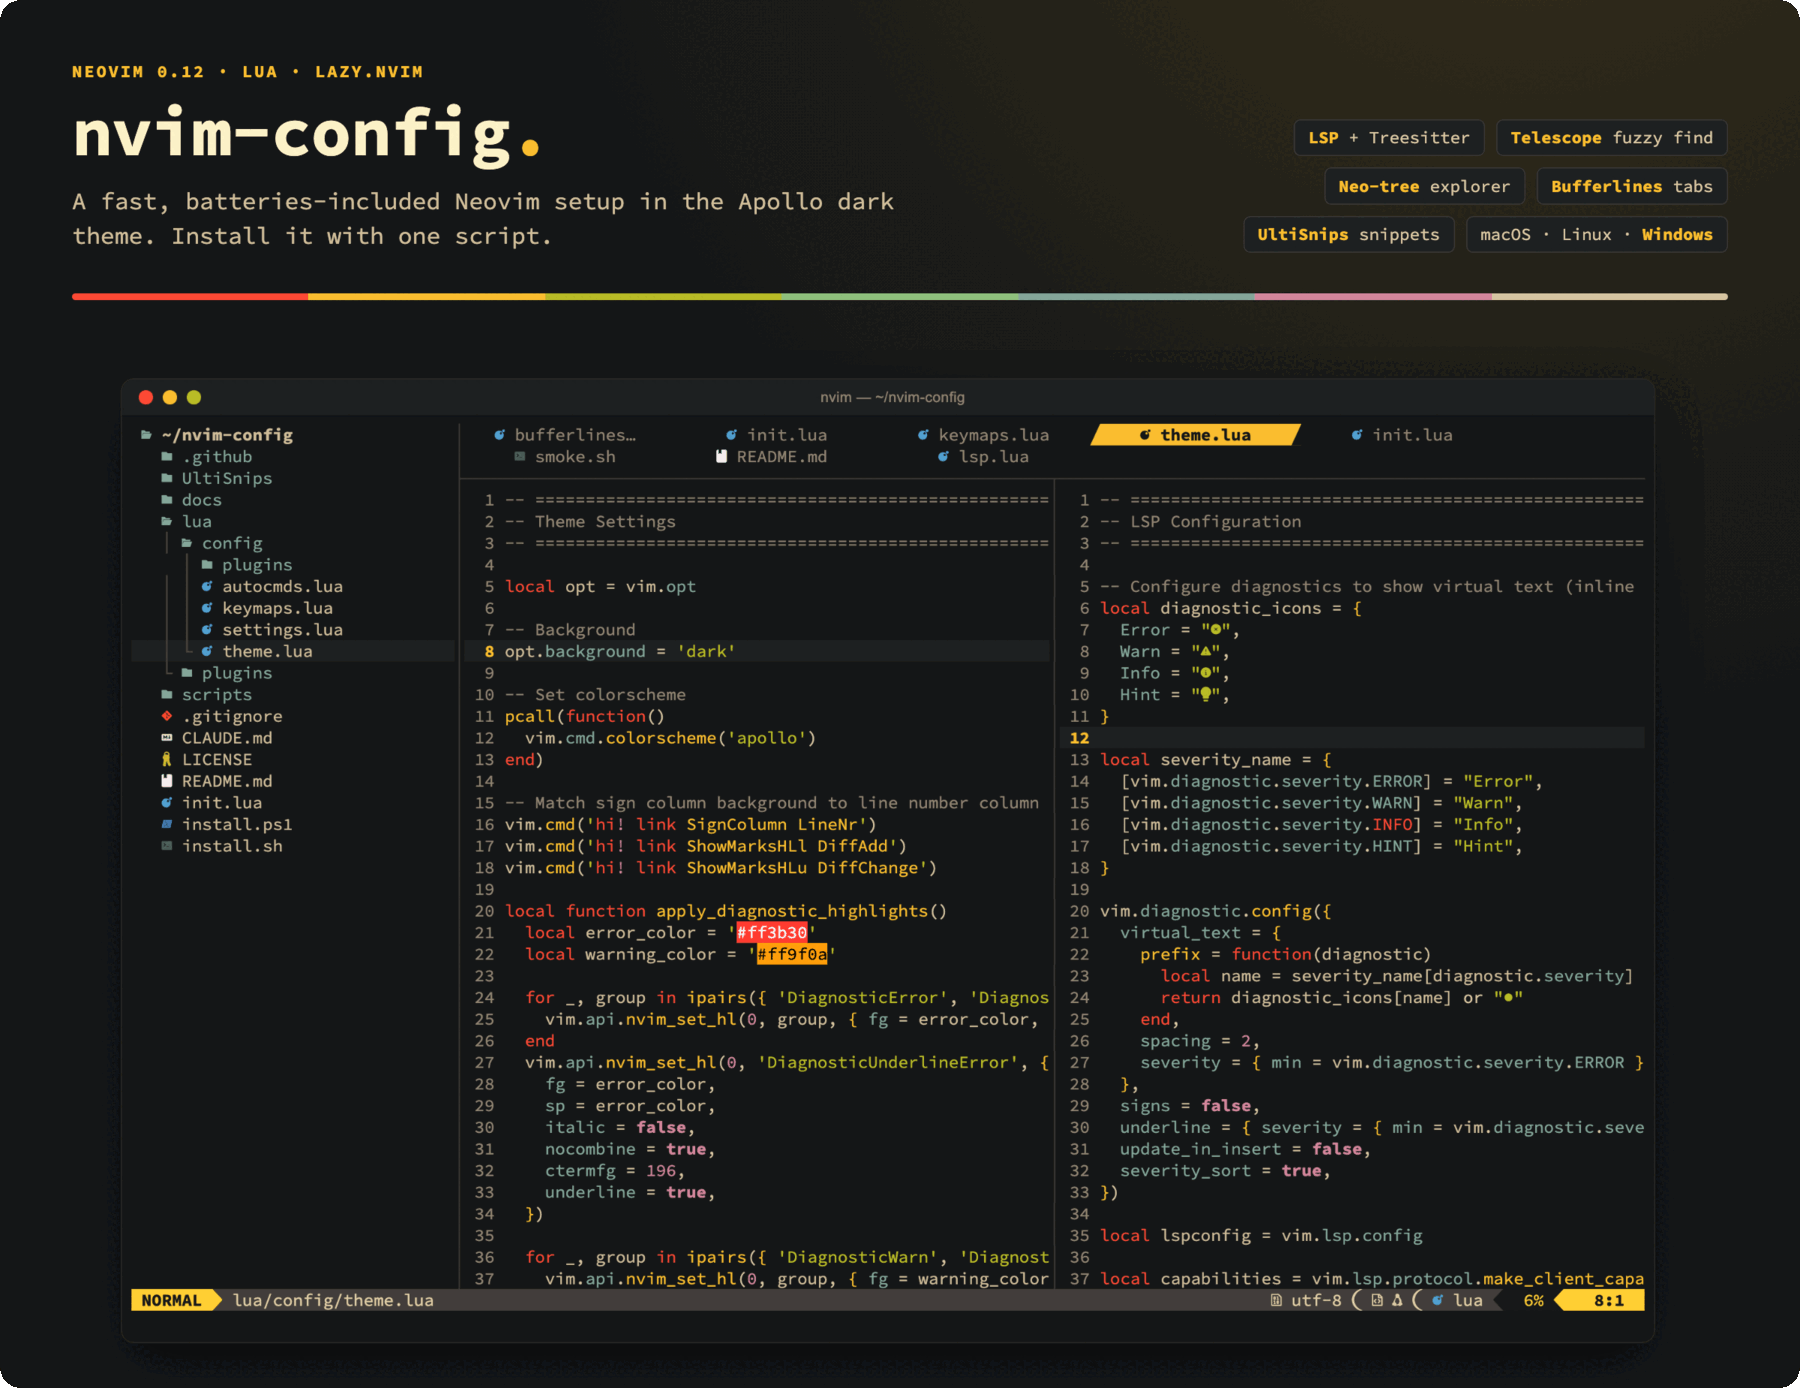 NEOVIM 0.12 · LUA · LAZY.NVIM
nvim-config.
A fast, batteries-included Neovim setup in the Apollo dark
theme. Install it with one script.
LSP + Treesitter
Telescope fuzzy find
Neo-tree explorer
Bufferlines tabs
UltiSnips snippets
macOS · Linux · Windows
nvim — ~/nvim-config
~/nvim-config
.github
UltiSnips
docs
lua
config
plugins
autocmds.lua
keymaps.lua
settings.lua
theme.lua
plugins
scripts
.gitignore
CLAUDE.md
LICENSE
README.md
init.lua
install.ps1
install.sh
bufferlines… init.lua keymaps.lua theme.lua init.lua
smoke.sh README.md lsp.lua
1 -- ===================================================
2 -- Theme Settings
3 -- ===================================================
4
5 local opt = vim.opt
6
7 -- Background
8 opt.background = 'dark'
9
10 -- Set colorscheme
11 pcall(function()
12   vim.cmd.colorscheme('apollo')
13 end)
14
15 -- Match sign column background to line number column
16 vim.cmd('hi! link SignColumn LineNr')
17 vim.cmd('hi! link ShowMarksHLl DiffAdd')
18 vim.cmd('hi! link ShowMarksHLu DiffChange')
19
20 local function apply_diagnostic_highlights()
21   local error_color = '#ff3b30'
22   local warning_color = '#ff9f0a'
23
24   for _, group in ipairs({ 'DiagnosticError', 'Diagnos
25     vim.api.nvim_set_hl(0, group, { fg = error_color,
26   end
27   vim.api.nvim_set_hl(0, 'DiagnosticUnderlineError', {
28     fg = error_color,
29     sp = error_color,
30     italic = false,
31     nocombine = true,
32     ctermfg = 196,
33     underline = true,
34   })
35
36   for _, group in ipairs({ 'DiagnosticWarn', 'Diagnost
37     vim.api.nvim_set_hl(0, group, { fg = warning_color
1 -- ===================================================
2 -- LSP Configuration
3 -- ===================================================
4
5 -- Configure diagnostics to show virtual text (inline
6 local diagnostic_icons = {
7   Error = "",
8   Warn = "",
9   Info = "",
10   Hint = "",
11 }
12
13 local severity_name = {
14   [vim.diagnostic.severity.ERROR] = "Error",
15   [vim.diagnostic.severity.WARN] = "Warn",
16   [vim.diagnostic.severity.INFO] = "Info",
17   [vim.diagnostic.severity.HINT] = "Hint",
18 }
19
20 vim.diagnostic.config({
21   virtual_text = {
22     prefix = function(diagnostic)
23       local name = severity_name[diagnostic.severity]
24       return diagnostic_icons[name] or "●"
25     end,
26     spacing = 2,
27     severity = { min = vim.diagnostic.severity.ERROR }
28   },
29   signs = false,
30   underline = { severity = { min = vim.diagnostic.seve
31   update_in_insert = false,
32   severity_sort = true,
33 })
34
35 local lspconfig = vim.lsp.config
36
37 local capabilities = vim.lsp.protocol.make_client_capa
NORMAL lua/config/theme.lua utf-8 lua 6% 8:1